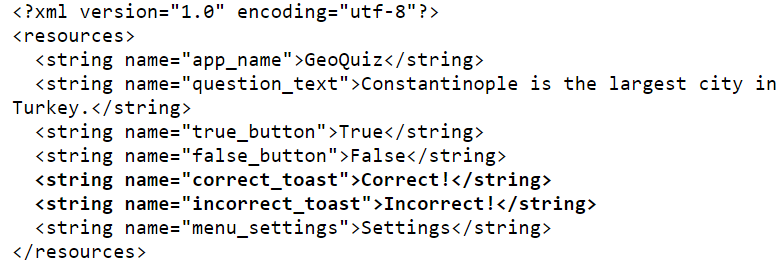 <?xml version="1.0" encoding="utf-8"?>
<resources>
  <string name="app_name">GeoQuiz</string>
  <string name="question_text">Constantinople is the largest city in
Turkey.</string>
  <string name="true_button">True</string>
  <string name="false_button">False</string>
  <string name="correct_toast">Correct!</string>
  <string name="incorrect_toast">Incorrect!</string>
  <string name="menu_settings">Settings</string>
</resources>